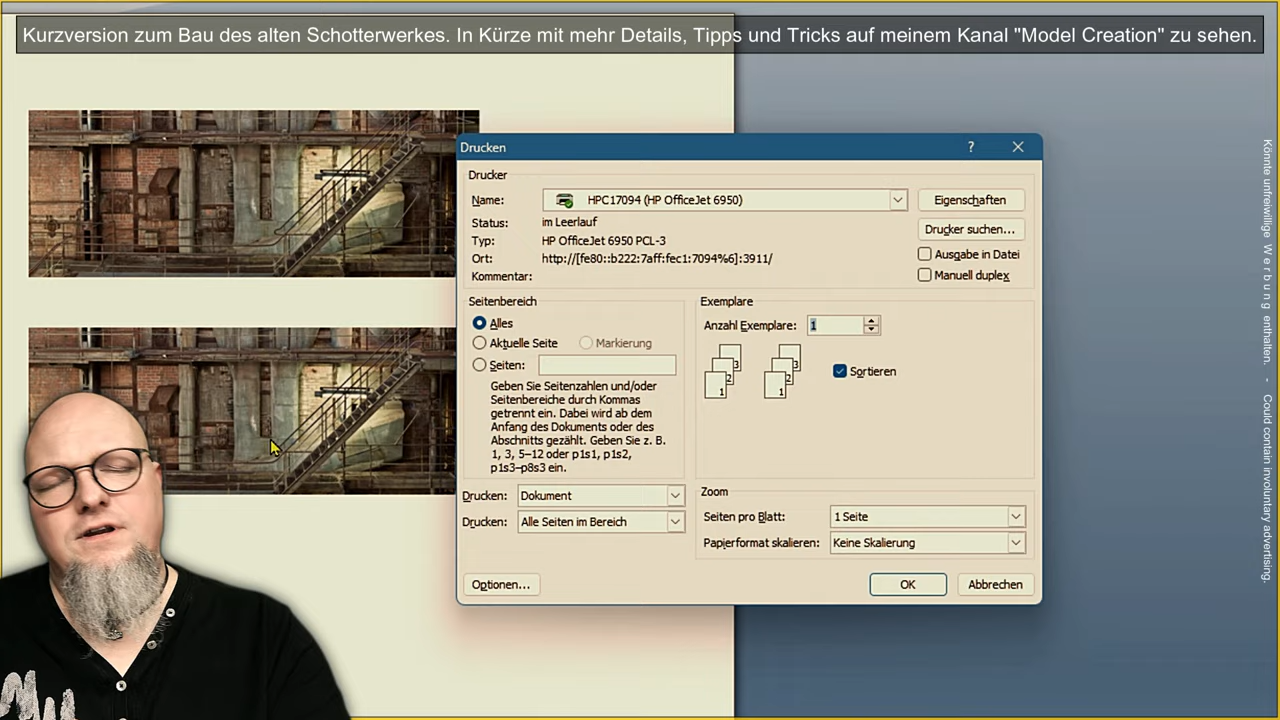 Kurzversion zum Bau des alten Schotterwerkes. In Kürze mit mehr Details, Tipps und Tricks auf meinem Kanal "Model Creation" zu sehen.
Drucken
?
Drucker
Name: HPC17094 (HP OfficeJet 6950) Eigenschaften
Status: im Leerlauf Drucker suchen...
Typ: HP OfficeJet 6950 PCL-3
Ort: http://[fe80::b222:7aff:fec1:7094%6]:3911/ Ausgabe in Datei
Kommentar: Manuell duplex
Seitenbereich
Alles
Aktuelle Seite Markierung
Seiten:
Geben Sie Seitenzahlen und/oder
Seitenbereiche durch Kommas
getrennt ein. Dabei wird ab dem
Anfang des Dokuments oder des
Abschnitts gezählt. Geben Sie z. B.
1, 3, 5–12 oder p1s1, p1s2,
p1s3–p8s3 ein.
Exemplare
Anzahl Exemplare: 1
3 3
2 2
1 1
Sortieren
Drucken: Dokument
Drucken: Alle Seiten im Bereich
Zoom
Seiten pro Blatt: 1 Seite
Papierformat skalieren: Keine Skalierung
Optionen... OK Abbrechen
Könnte unfreiwillige Werbung enthalten. - Could contain involuntary advertising.